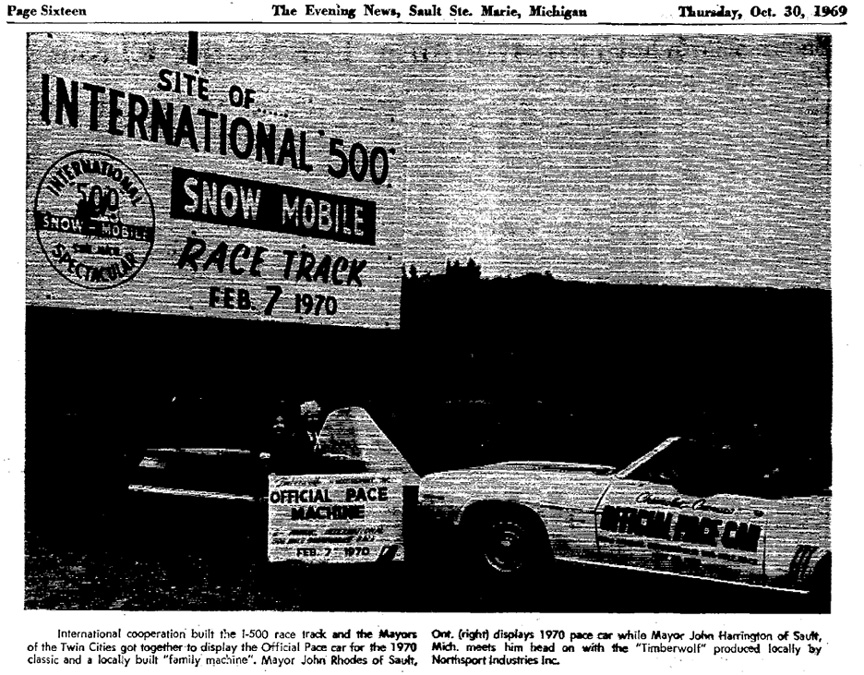 Page Sixteen
The Evening News, Sault Ste. Marie, Michigan
Thursday, Oct. 30, 1969
SITE OF
INTERNATIONAL '500'
SNOW MOBILE
RACE TRACK
FEB. 7 1970
INTERNATIONAL
500
SNOW-MOBILE
SPECTACULAR
OFFICIAL PACE
MACHINE
FEB. 7 1970
OFFICIAL PACE CAR
International cooperation built the I-500 race track and the Mayors
of the Twin Cities got together to display the Official Pace car for the 1970
classic and a locally built "family machine". Mayor John Rhodes of Sault,
Ont. (right) displays 1970 pace car while Mayor John Harrington of Sault,
Mich. meets him head on with the "Timberwolf" produced locally by
Northsport Industries Inc.